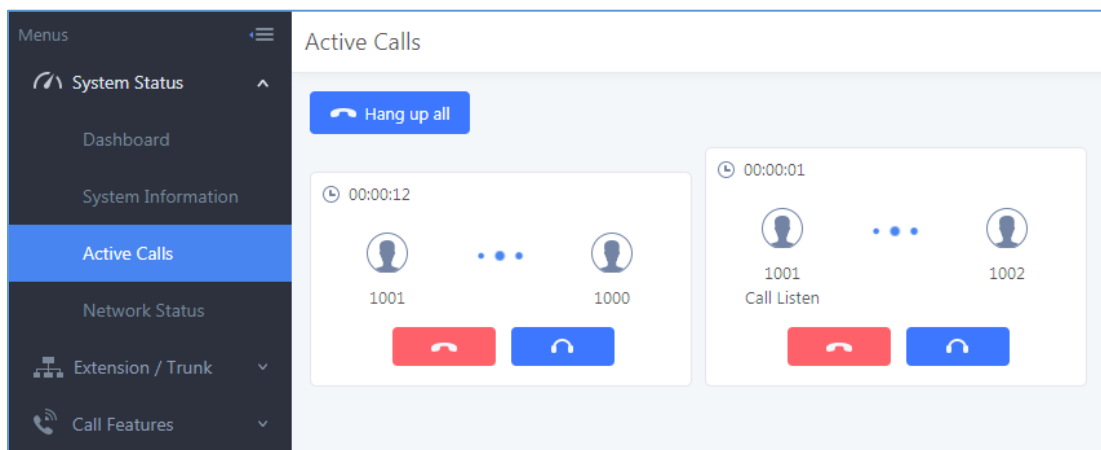 Menus
System Status
Dashboard
System Information
Active Calls
Network Status
Extension / Trunk
Call Features
Active Calls
Hang up all
00:00:12
1001
1000
00:00:01
1001
Call Listen
1002